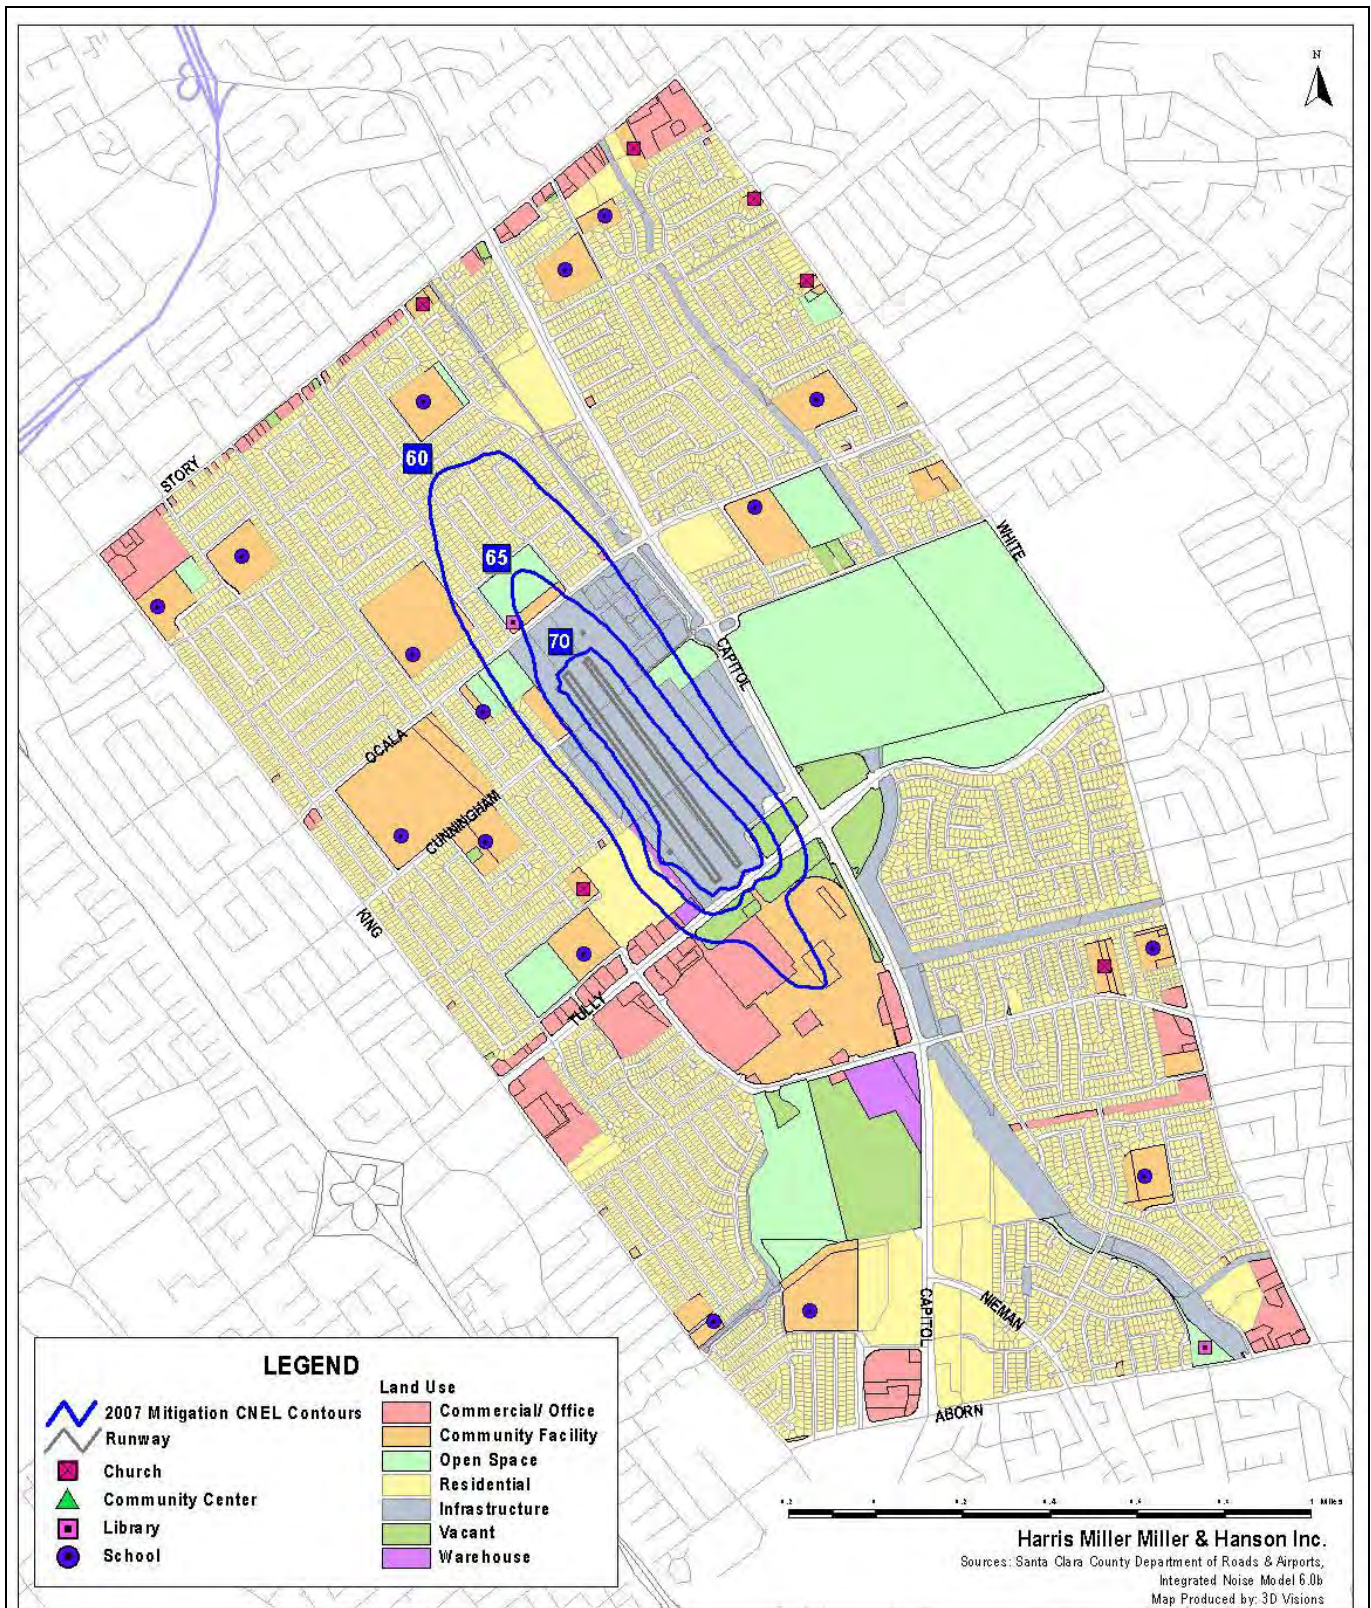 N
STORY
60
65
70
WHITE
CAPITOL
OCALA
CUNNINGHAM
KING
TULLY
CAPITOL
NIEMAN
ABORN
LEGEND
2007 Mitigation CNEL Contours
Runway
Church
Community Center
Library
School
Land Use
Commercial/ Office
Community Facility
Open Space
Residential
Infrastructure
Vacant
Warehouse
1 Miles
Harris Miller Miller & Hanson Inc.
Sources: Santa Clara County Department of Roads & Airports,
Integrated Noise Model 6.0b
Map Produced by: 3D Visions